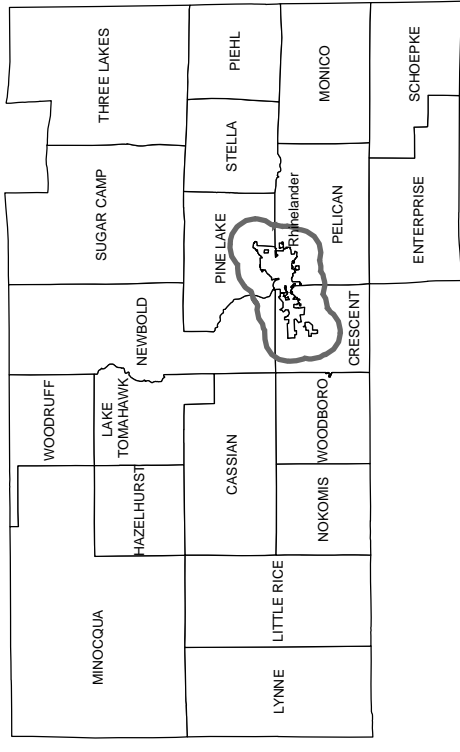 THREE LAKES
PIEHL
MONICO
SCHOEPKE
SUGAR CAMP
STELLA
PINE LAKE
Rhinelander
PELICAN
ENTERPRISE
NEWBOLD
CRESCENT
WOODRUFF
LAKE
TOMAHAWK
CASSIAN
WOODBORO
HAZELHURST
NOKOMIS
MINOCQUA
LITTLE RICE
LYNNE